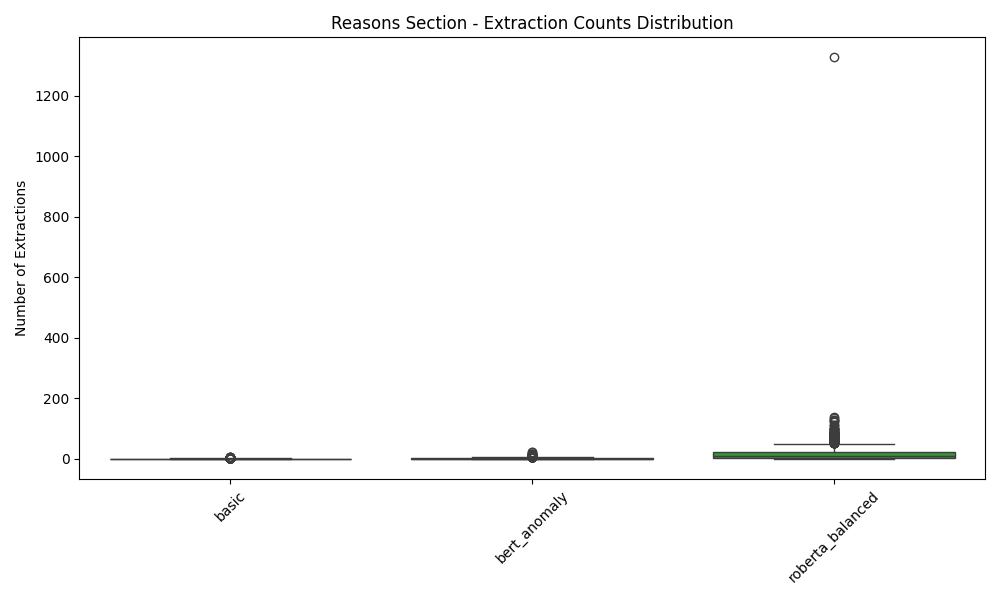 Reasons Section - Extraction Counts Distribution
Number of Extractions
1200
1000
800
600
400
200
0
basic
bert_anomaly
roberta_balanced